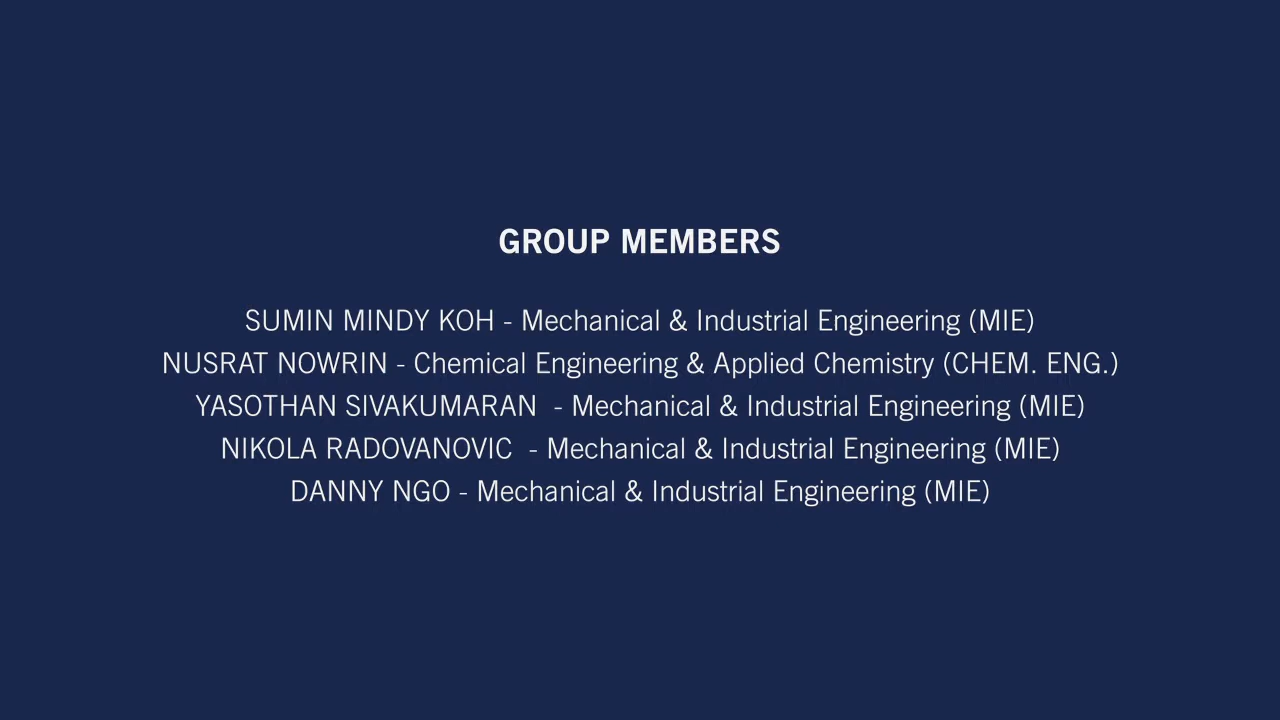 GROUP MEMBERS
SUMIN MINDY KOH - Mechanical & Industrial Engineering (MIE)
NUSRAT NOWRIN - Chemical Engineering & Applied Chemistry (CHEM. ENG.)
YASOTHAN SIVAKUMARAN  - Mechanical & Industrial Engineering (MIE)
NIKOLA RADOVANOVIC  - Mechanical & Industrial Engineering (MIE)
DANNY NGO - Mechanical & Industrial Engineering (MIE)